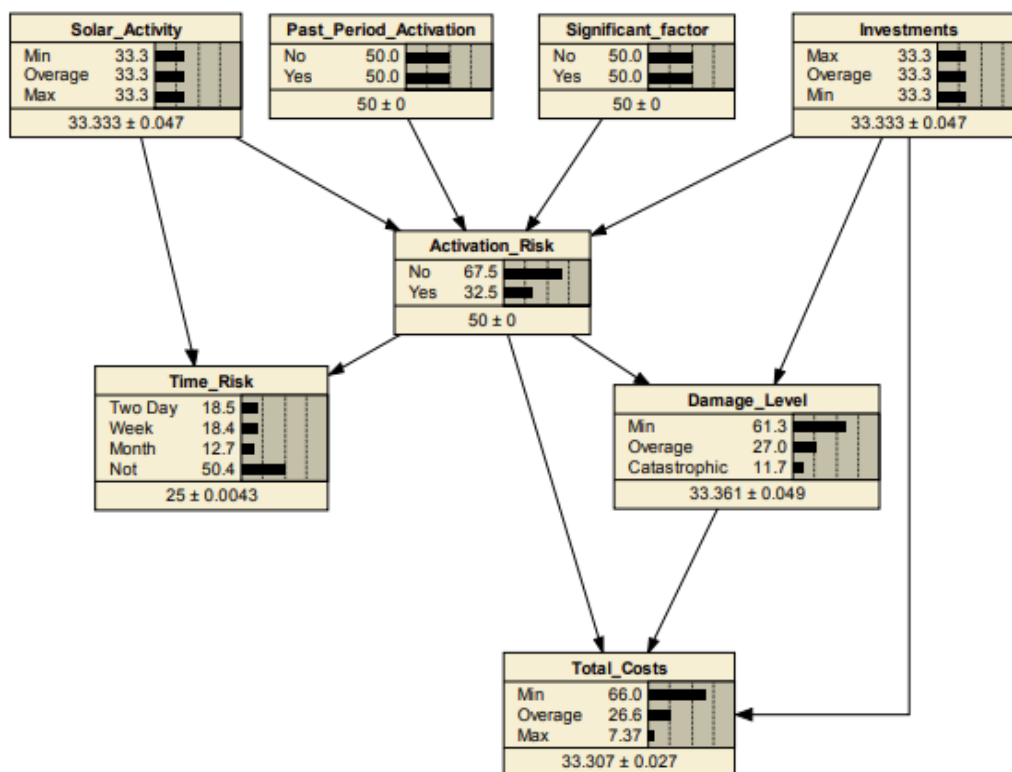 Solar_Activity
Min 33.3
Overage 33.3
Max 33.3
33.333 ± 0.047
Past_Period_Activation
No 50.0
Yes 50.0
50 ± 0
Significant_factor
No 50.0
Yes 50.0
50 ± 0
Investments
Max 33.3
Overage 33.3
Min 33.3
33.333 ± 0.047
Activation_Risk
No 67.5
Yes 32.5
50 ± 0
Time_Risk
Two Day 18.5
Week 18.4
Month 12.7
Not 50.4
25 ± 0.0043
Damage_Level
Min 61.3
Overage 27.0
Catastrophic 11.7
33.361 ± 0.049
Total_Costs
Min 66.0
Overage 26.6
Max 7.37
33.307 ± 0.027